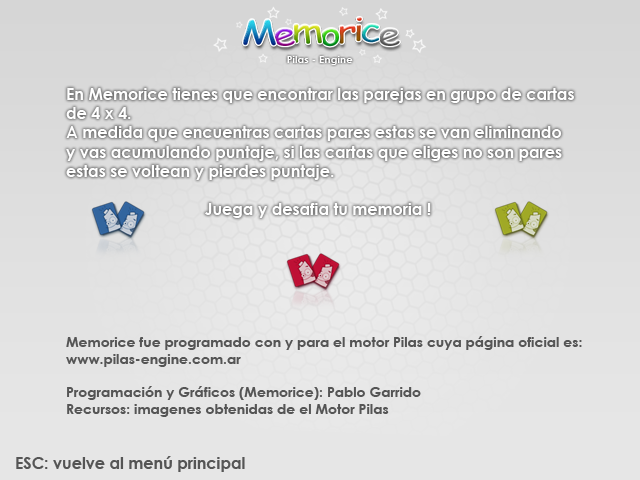 Memorice
Pilas - Engine
En Memorice tienes que encontrar las parejas en grupo de cartas
de 4 x 4.
A medida que encuentras cartas pares estas se van eliminando
y vas acumulando puntaje, si las cartas que eliges no son pares
estas se voltean y pierdes puntaje.
Juega y desafia tu memoria !
Memorice fue programado con y para el motor Pilas cuya página oficial es:
www.pilas-engine.com.ar
Programación y Gráficos (Memorice): Pablo Garrido
Recursos: imagenes obtenidas de el Motor Pilas
ESC: vuelve al menú principal